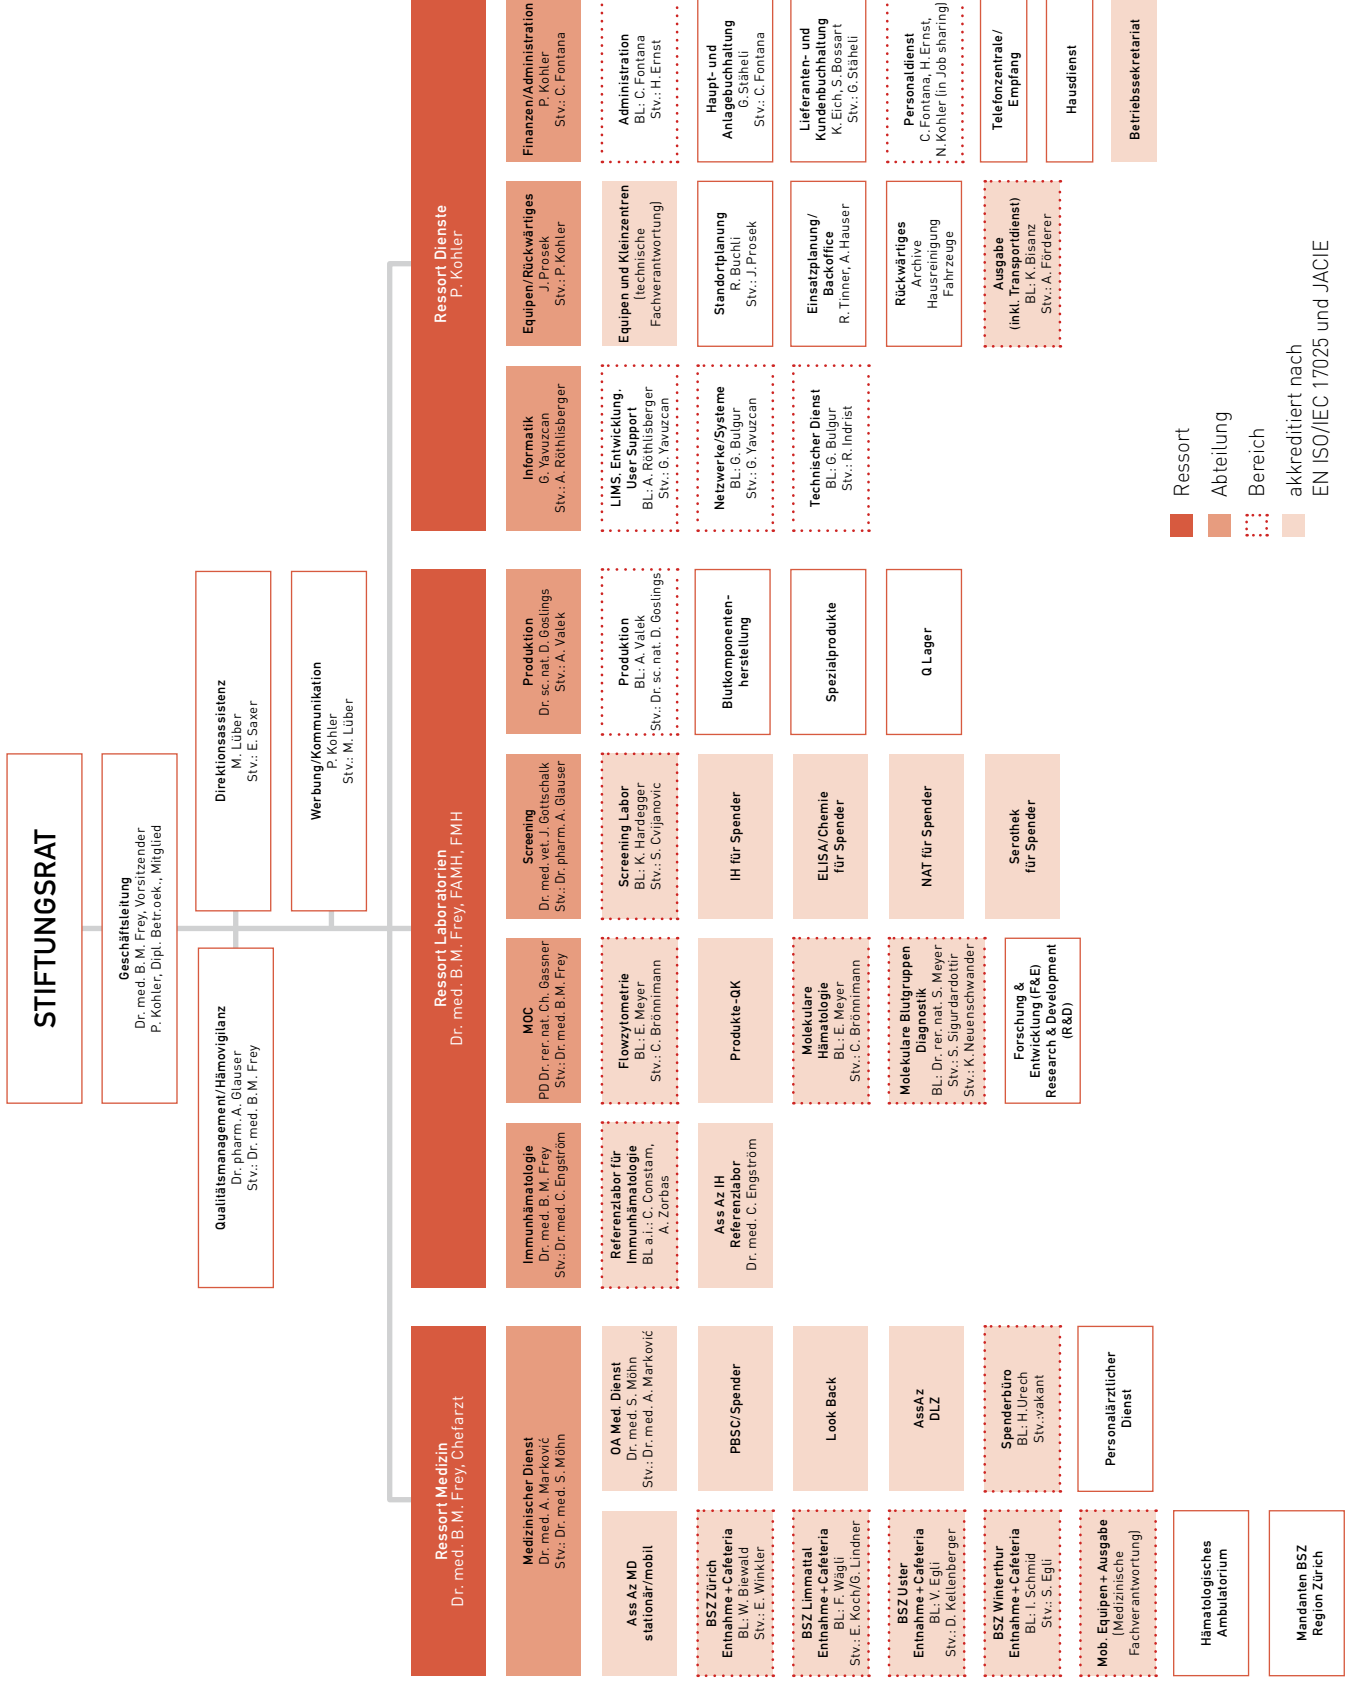 STIFTUNGSRAT
Geschäftsleitung
Dr. med. B.M. Frey, Vorsitzender
P. Kohler, Dipl. Betr.oek., Mitglied
Qualitätsmanagement/Hämovigilanz
Dr. pharm. A. Glauser
Stv.: Dr. med. B.M. Frey
Direktionsassistenz
M. Lüber
Stv.: E. Saxer
Werbung/Kommunikation
P. Kohler
Stv.: M. Lüber
Ressort Medizin
Dr. med. B.M. Frey, Chefarzt
Medizinischer Dienst
Dr. med. A. Marković
Stv.: Dr. med. S. Möhn
Ass Az MD
stationär/mobil
BSZ Zürich
Entnahme + Cafeteria
BL: W. Biewald
Stv.: E. Winkler
BSZ Limmattal
Entnahme + Cafeteria
BL: F. Wägli
Stv.: E. Koch/G. Lindner
BSZ Uster
Entnahme + Cafeteria
BL: V. Egli
Stv.: D. Kellenberger
BSZ Winterthur
Entnahme + Cafeteria
BL: I. Schmid
Stv.: S. Egli
Mob. Equipen + Ausgabe
(Medizinische
Fachverantwortung)
Hämatologisches
Ambulatorium
Mandanten BSZ
Region Zürich
OA Med. Dienst
Dr. med. S. Möhn
Stv.: Dr. med. A. Marković
PBSC/Spender
Look Back
AssAz
DLZ
Spenderbüro
BL: H.Urech
Stv.:vakant
Personalärztlicher
Dienst
Ressort Laboratorien
Dr. med. B.M. Frey, FAMH, FMH
Immunhämatologie
Dr. med. B.M. Frey
Stv.: Dr. med. C. Engström
Referenzlabor für
Immunhämatologie
BL a.i.: C. Constam,
A. Zorbas
Ass Az IH
Referenzlabor
Dr. med. C. Engström
MOC
PD Dr. rer. nat. Ch. Gassner
Stv.: Dr. med. B.M. Frey
Flowzytometrie
BL: E. Meyer
Stv.: C. Brönnimann
Produkte-QK
Molekulare
Hämatologie
BL: E. Meyer
Stv.: C. Brönnimann
Molekulare Blutgruppen
Diagnostik
BL: Dr. rer. nat. S. Meyer
Stv.: S. Sigurdardottir
Stv.: K. Neuenschwander
Forschung &
Entwicklung (F&E)
Research & Development
(R &D)
Screening
Dr. med. vet. J. Gottschalk
Stv.: Dr. pharm. A. Glauser
Screening Labor
BL: K. Hardegger
Stv.: S. Cvijanovic
IH für Spender
ELISA/Chemie
für Spender
NAT für Spender
Serothek
für Spender
Produktion
Dr. sc. nat. D. Goslings
Stv.: A. Valek
Produktion
BL: A. Valek
Stv.: Dr. sc. nat. D. Goslings
Blutkomponenten-
herstellung
Spezialprodukte
Q Lager
Ressort Dienste
P. Kohler
Informatik
G. Yavuzcan
Stv.: A. Röthlisberger
LIMS, Entwicklung,
User Support
BL: A. Röthlisberger
Stv.: G. Yavuzcan
Netzwerke/Systeme
BL: G. Bulgur
Stv.: G. Yavuzcan
Technischer Dienst
BL: G. Bulgur
Stv.: R. Indrist
Equipen/Rückwärtiges
J. Prosek
Stv.: P. Kohler
Equipen und Kleinzentren
(technische
Fachverantwortung)
Standortplanung
R. Buchli
Stv.: J. Prosek
Einsatzplanung/
Backoffice
R. Tinner, A. Hauser
Rückwärtiges
Archive
Hausreinigung
Fahrzeuge
Ausgabe
(inkl. Transportdienst)
BL: K. Bisanz
Stv.: A. Förderer
Finanzen/Administration
P. Kohler
Stv.: C. Fontana
Administration
BL: C. Fontana
Stv.: H. Ernst
Haupt- und
Anlagebuchhaltung
G. Stäheli
Stv.: C. Fontana
Lieferanten- und
Kundenbuchhaltung
K. Eich, S. Bossart
Stv.: G. Stäheli
Personaldienst
C. Fontana, H. Ernst,
N. Kohler (in Job sharing)
Telefonzentrale/
Empfang
Hausdienst
Betriebssekretariat
Ressort
Abteilung
Bereich
akkreditiert nach
EN ISO/IEC 17025 und JACIE